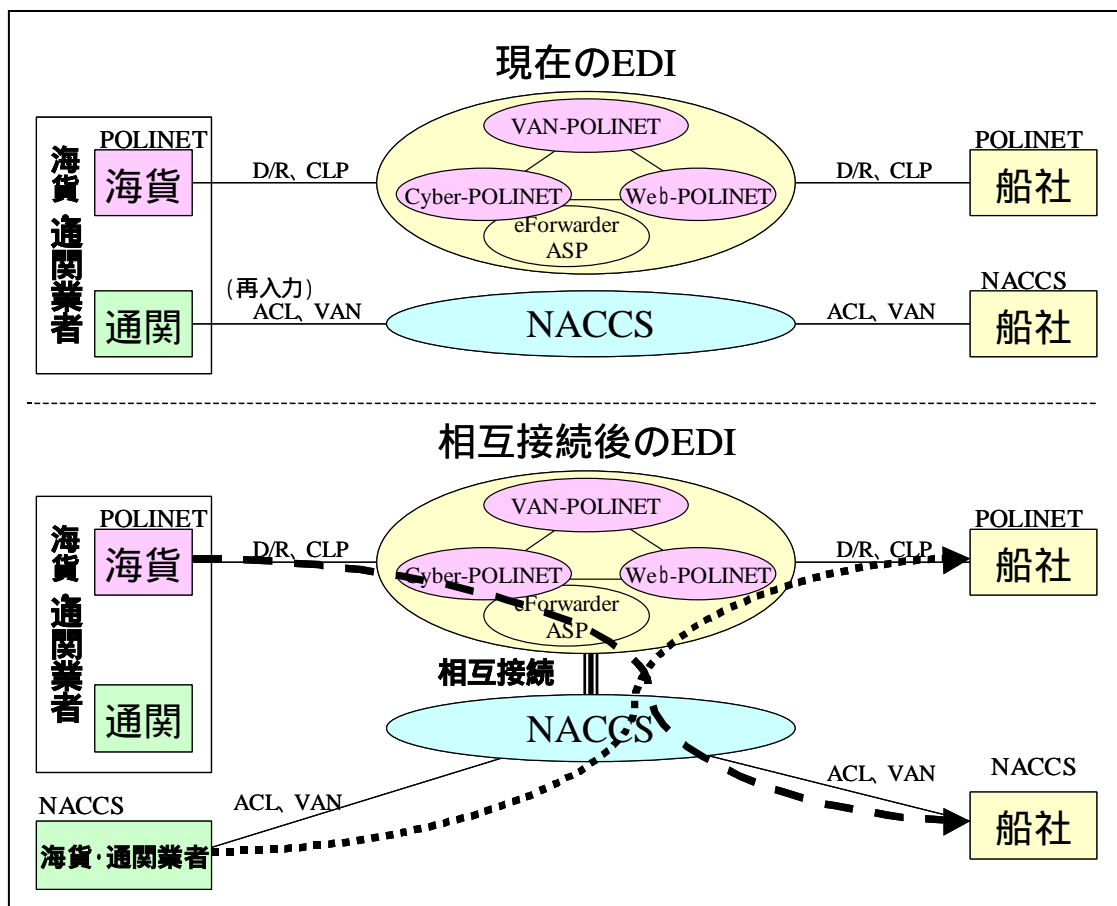 現在のEDI
海貨・通関業者
POLINET
海貨
D/R、CLP
VAN-POLINET
Cyber-POLINET
Web-POLINET
eForwarder
ASP
D/R、CLP
POLINET
船社
通関
(再入力)
ACL、VAN
NACCS
ACL、VAN
NACCS
船社
相互接続後のEDI
海貨・通関業者
POLINET
海貨
D/R、CLP
VAN-POLINET
Cyber-POLINET
Web-POLINET
eForwarder
ASP
D/R、CLP
POLINET
船社
通関
相互接続
NACCS
NACCS
海貨・通関業者
ACL、VAN
ACL、VAN
NACCS
船社